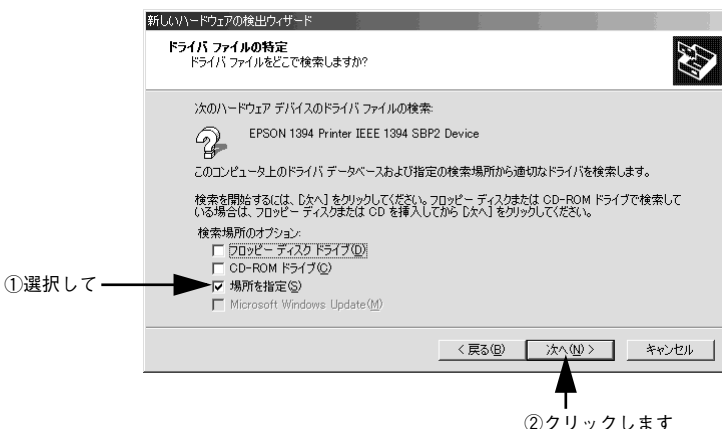 新しいハードウェアの検出ウィザード
ドライバ ファイルの特定
ドライバ ファイルをどこで検索しますか?
次のハードウェア デバイスのドライバ ファイルの検索:
EPSON 1394 Printer IEEE 1394 SBP2 Device
このコンピュータ上のドライバ データベースおよび指定の検索場所から適切なドライバを検索します。
検索を開始するには、[次へ] をクリックしてください。フロッピー ディスクまたは CD-ROM ドライブで検索して
いる場合は、フロッピー ディスクまたは CD を挿入してから [次へ] をクリックしてください。
検索場所のオプション:
フロッピー ディスク ドライブ(D)
CD-ROM ドライブ(C)
①選択して
場所を指定(S)
Microsoft Windows Update(M)
< 戻る(B)
次へ(N) >
キャンセル
②クリックします